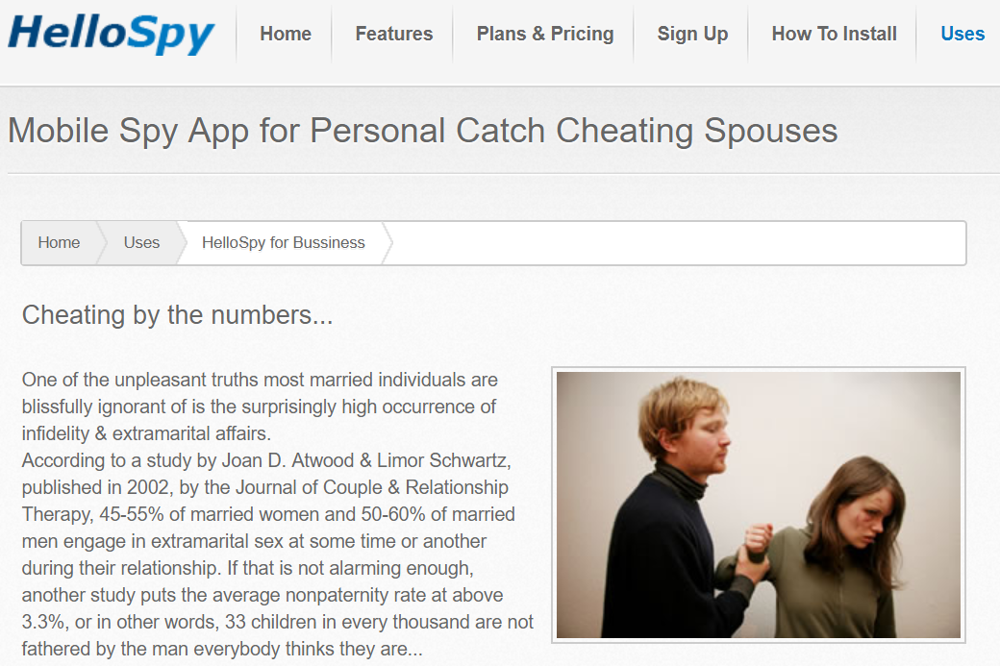 HelloSpy
Home
Features
Plans & Pricing
Sign Up
How To Install
Uses
Mobile Spy App for Personal Catch Cheating Spouses
Home
Uses
HelloSpy for Bussiness
Cheating by the numbers...
One of the unpleasant truths most married individuals are
blissfully ignorant of is the surprisingly high occurrence of
infidelity & extramarital affairs.
According to a study by Joan D. Atwood & Limor Schwartz,
published in 2002, by the Journal of Couple & Relationship
Therapy, 45-55% of married women and 50-60% of married
men engage in extramarital sex at some time or another
during their relationship. If that is not alarming enough,
another study puts the average nonpaternity rate at above
3.3%, or in other words, 33 children in every thousand are not
fathered by the man everybody thinks they are...